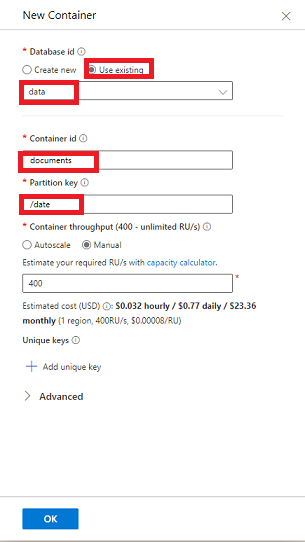 New Container
* Database id
Create new Use existing
data
* Container id
documents
* Partition key
/date
* Container throughput (400 - unlimited RU/s)
Autoscale Manual
Estimate your required RU/s with capacity calculator.
400 *
Estimated cost (USD) : $0.032 hourly / $0.77 daily / $23.36
monthly (1 region, 400RU/s, $0.00008/RU)
Unique keys
Add unique key
Advanced
OK